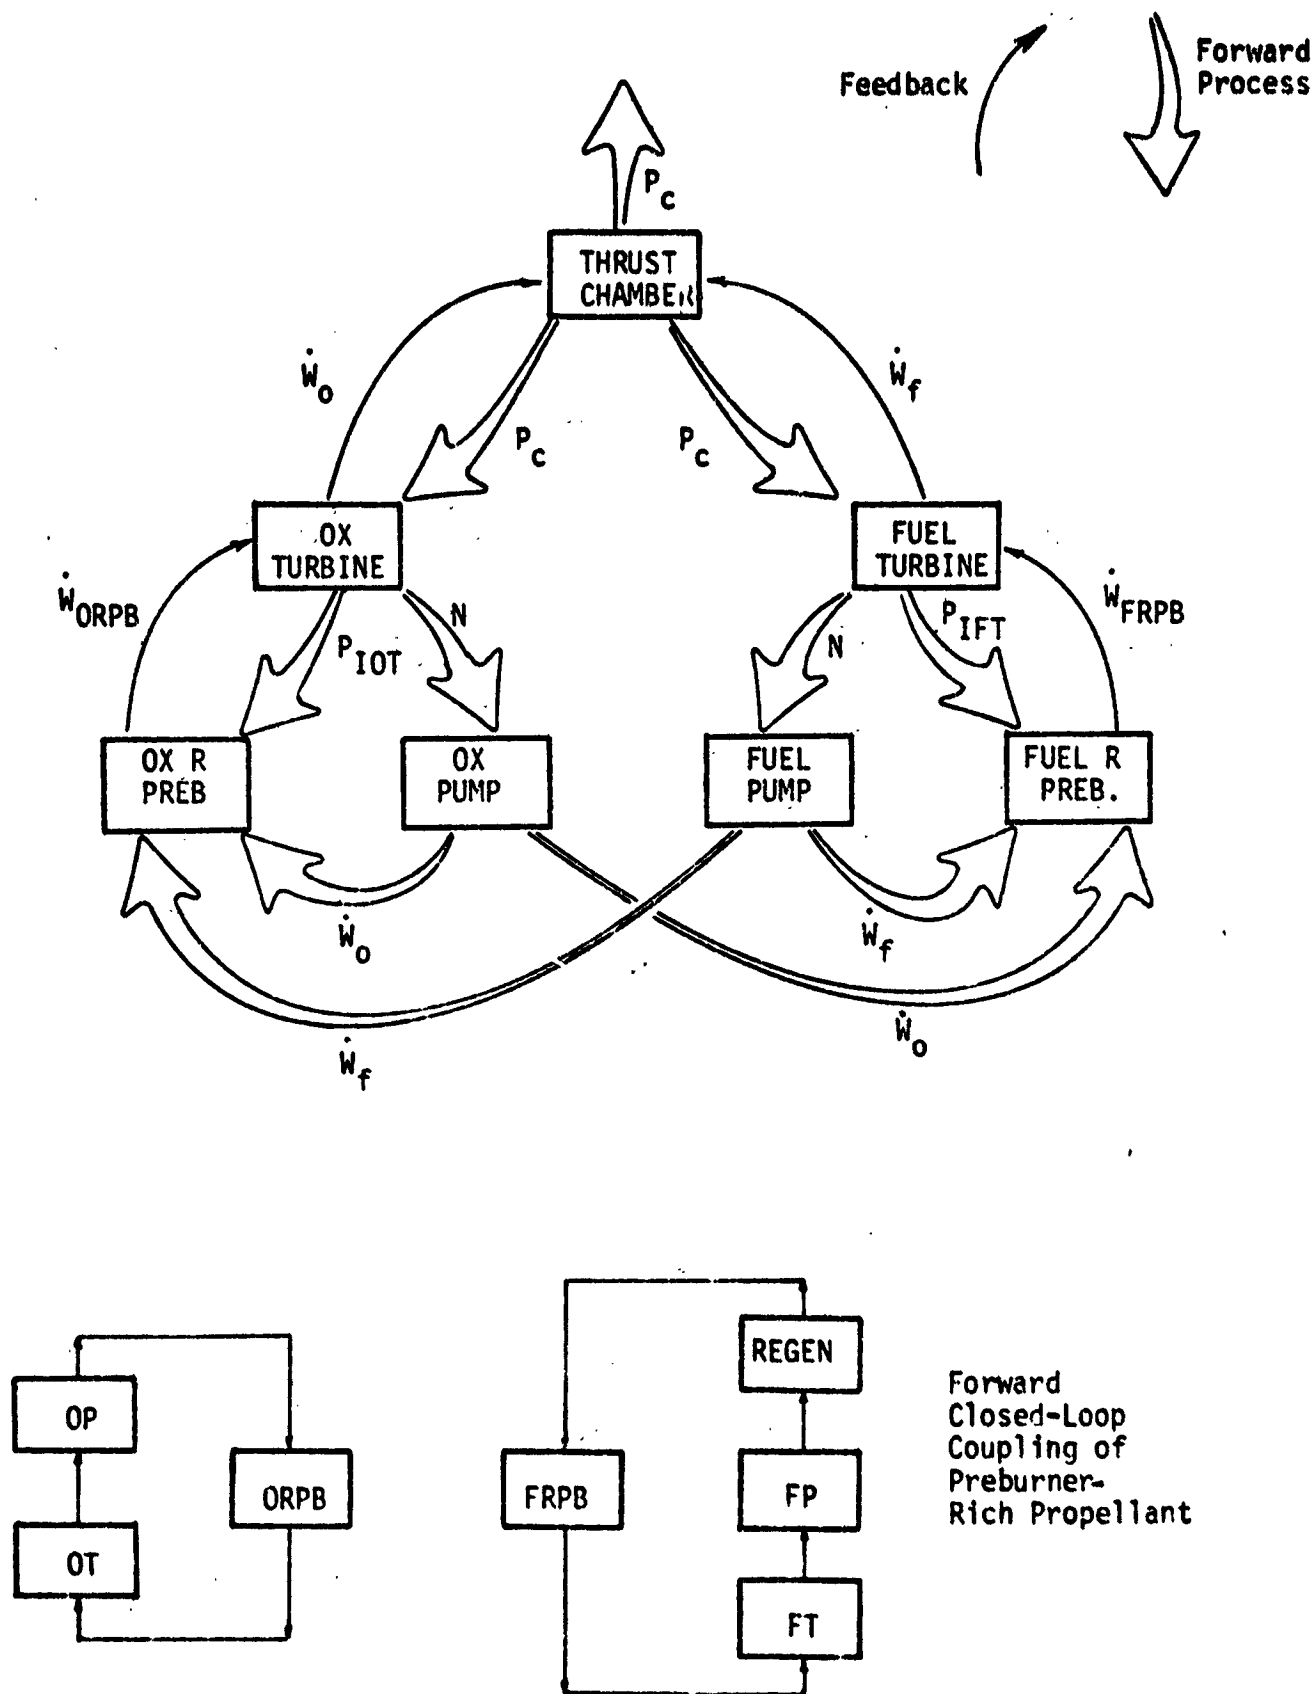 Feedback
Forward
Process
P_c
THRUST
CHAMBER
Ẇ_o
Ẇ_f
P_c
P_c
OX
TURBINE
FUEL
TURBINE
Ẇ_ORPB
P_IOT
N
N
P_IFT
Ẇ_FRPB
OX R
PREB
OX
PUMP
FUEL
PUMP
FUEL R
PREB.
Ẇ_o
Ẇ_f
Ẇ_f
Ẇ_o
OP
OT
ORPB
FRPB
REGEN
FP
FT
Forward
Closed-Loop
Coupling of
Preburner-
Rich Propellant